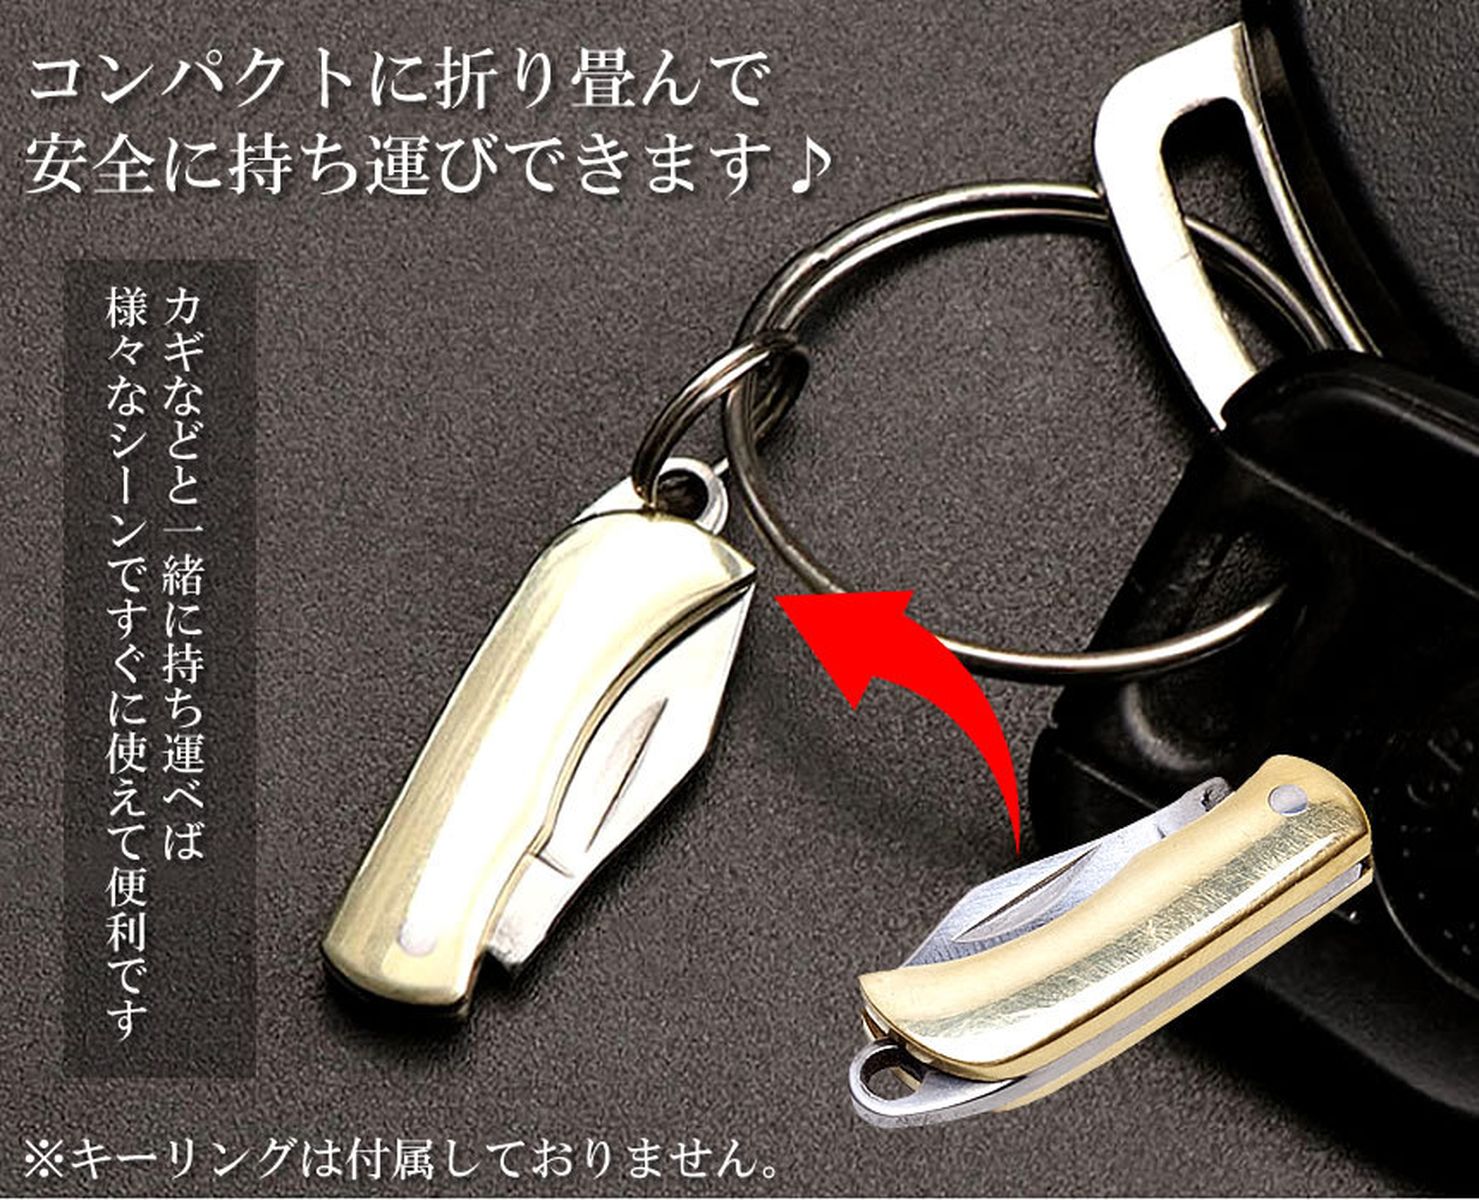 コンパクトに折り畳んで
安全に持ち運びできます♪
カギなどと一緒に持ち運べば
様々なシーンですぐに使えて便利です
※キーリングは付属しておりません。